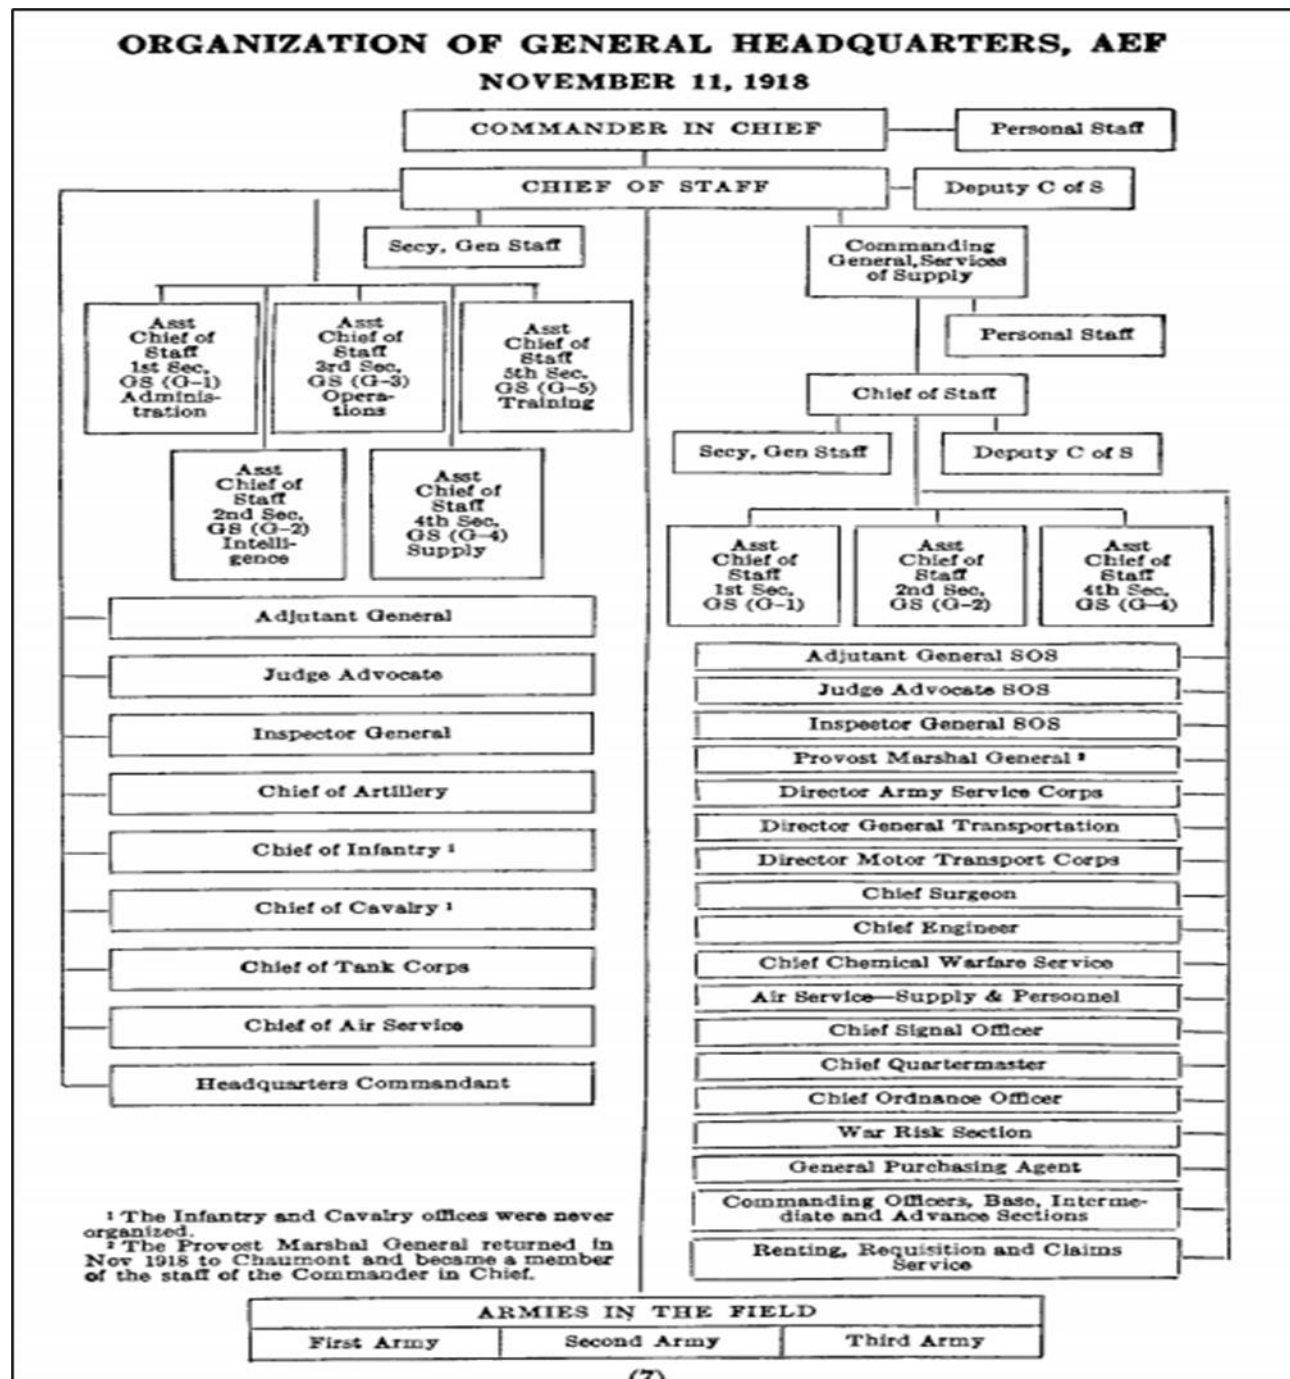 ORGANIZATION OF GENERAL HEADQUARTERS, AEF
NOVEMBER 11, 1918
COMMANDER IN CHIEF
Personal Staff
CHIEF OF STAFF
Deputy C of S
Secy, Gen Staff
Commanding
General, Services
of Supply
Personal Staff
Asst
Chief of
Staff
1st Sec,
GS (G-1)
Adminis-
tration
Asst
Chief of
Staff
3rd Sec,
GS (G-3)
Opera-
tions
Asst
Chief of
Staff
5th Sec,
GS (G-5)
Training
Asst
Chief of
Staff
2nd Sec,
GS (G-2)
Intelli-
gence
Asst
Chief of
Staff
4th Sec,
GS (G-4)
Supply
Chief of Staff
Secy, Gen Staff
Deputy C of S
Asst
Chief of
Staff
1st Sec,
GS (G-1)
Asst
Chief of
Staff
2nd Sec,
GS (G-2)
Asst
Chief of
Staff
4th Sec,
GS (G-4)
Adjutant General
Judge Advocate
Inspector General
Chief of Artillery
Chief of Infantry ¹
Chief of Cavalry ¹
Chief of Tank Corps
Chief of Air Service
Headquarters Commandant
Adjutant General SOS
Judge Advocate SOS
Inspector General SOS
Provost Marshal General ²
Director Army Service Corps
Director General Transportation
Director Motor Transport Corps
Chief Surgeon
Chief Engineer
Chief Chemical Warfare Service
Air Service—Supply & Personnel
Chief Signal Officer
Chief Quartermaster
Chief Ordnance Officer
War Risk Section
General Purchasing Agent
Commanding Officers, Base, Interme-
diate and Advance Sections
Renting, Requisition and Claims
Service
¹ The Infantry and Cavalry offices were never
organized.
² The Provost Marshal General returned in
Nov 1918 to Chaumont and became a member
of the staff of the Commander in Chief.
ARMIES IN THE FIELD
First Army
Second Army
Third Army
(7)